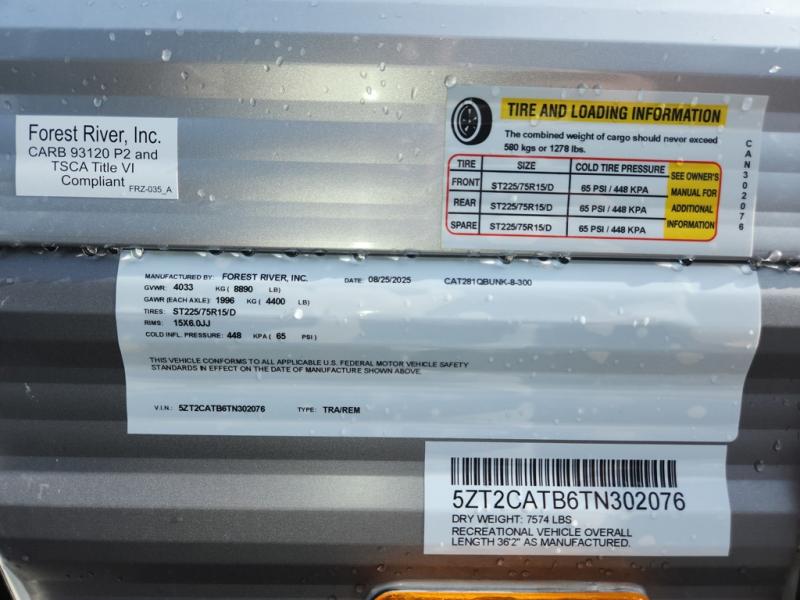 Forest River, Inc.
CARB 93120 P2 and
TSCA Title VI
Compliant
FRZ-035_A
TIRE AND LOADING INFORMATION
The combined weight of cargo should never exceed
580 kgs or 1278 lbs.
TIRE SIZE COLD TIRE PRESSURE
FRONT ST225/75R15/D 65 PSI / 448 KPA
REAR ST225/75R15/D 65 PSI / 448 KPA
SPARE ST225/75R15/D 65 PSI / 448 KPA
SEE OWNER'S
MANUAL FOR
ADDITIONAL
INFORMATION
CAN302076
MANUFACTURED BY: FOREST RIVER, INC. DATE: 08/25/2025 CAT281QBUNK-8-300
GVWR: 4033 KG ( 8890 LB)
GAWR (EACH AXLE): 1996 KG ( 4400 LB)
TIRES: ST225/75R15/D
RIMS: 15X6.0JJ
COLD INFL. PRESSURE: 448 KPA ( 65 PSI )
THIS VEHICLE CONFORMS TO ALL APPLICABLE U.S. FEDERAL MOTOR VEHICLE SAFETY
STANDARDS IN EFFECT ON THE DATE OF MANUFACTURE SHOWN ABOVE.
V.I.N.: 5ZT2CATB6TN302076 TYPE: TRA/REM
5ZT2CATB6TN302076
DRY WEIGHT: 7574 LBS
RECREATIONAL VEHICLE OVERALL
LENGTH 36'2" AS MANUFACTURED.